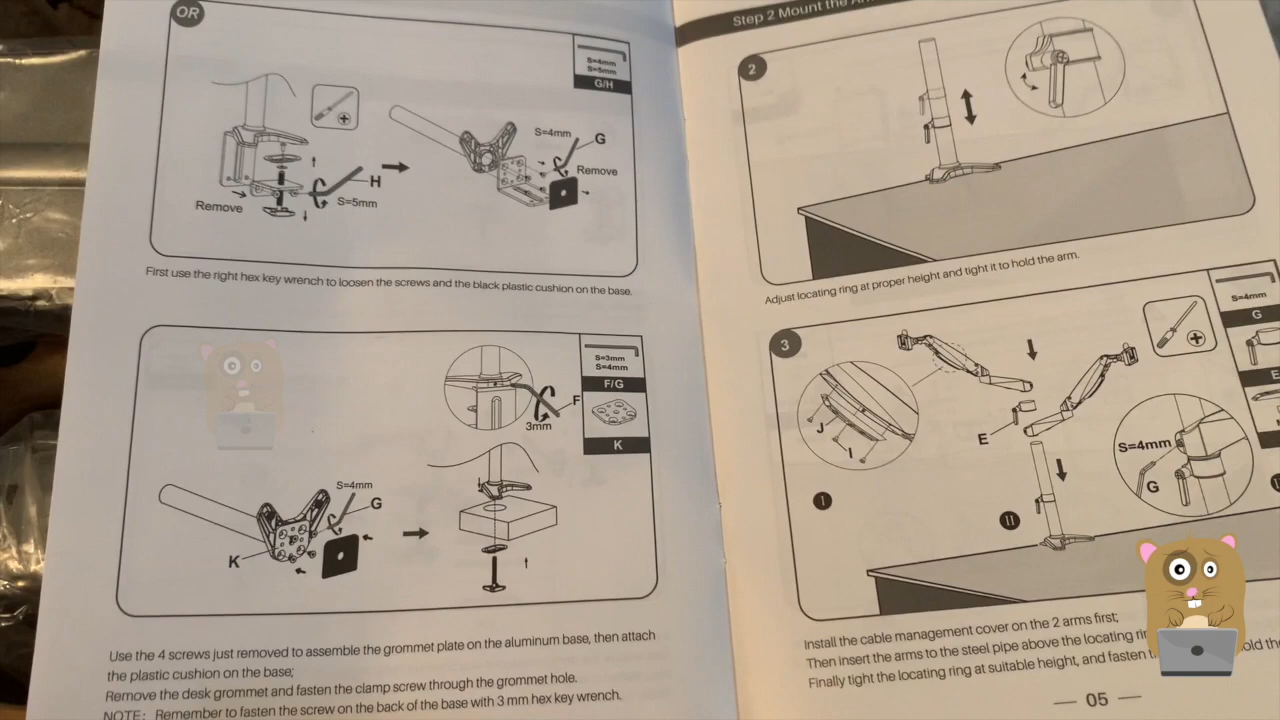 OR
S=4mm
S=5mm
G/H
S=4mm
G
Remove
H
S=5mm
Remove
First use the right hex key wrench to loosen the screws and the black plastic cushion on the base.
S=3mm
S=4mm
F/G
K
F
3mm
S=4mm
G
K
Use the 4 screws just removed to assemble the grommet plate on the aluminum base, then attach
the plastic cushion on the base;
Remove the desk grommet and fasten the clamp screw through the grommet hole.
NOTE: Remember to fasten the screw on the back of the base with 3 mm hex key wrench.
Step 2 Mount the
2
Adjust locating ring at proper height and tight it to hold the arm.
3
S=4mm
G
E
J
I
E
S=4mm
G
I
II
Install the cable management cover on the 2 arms first;
Then insert the arms to the steel pipe above the locating
Finally tight the locating ring at suitable height, and fasten
— 05 —